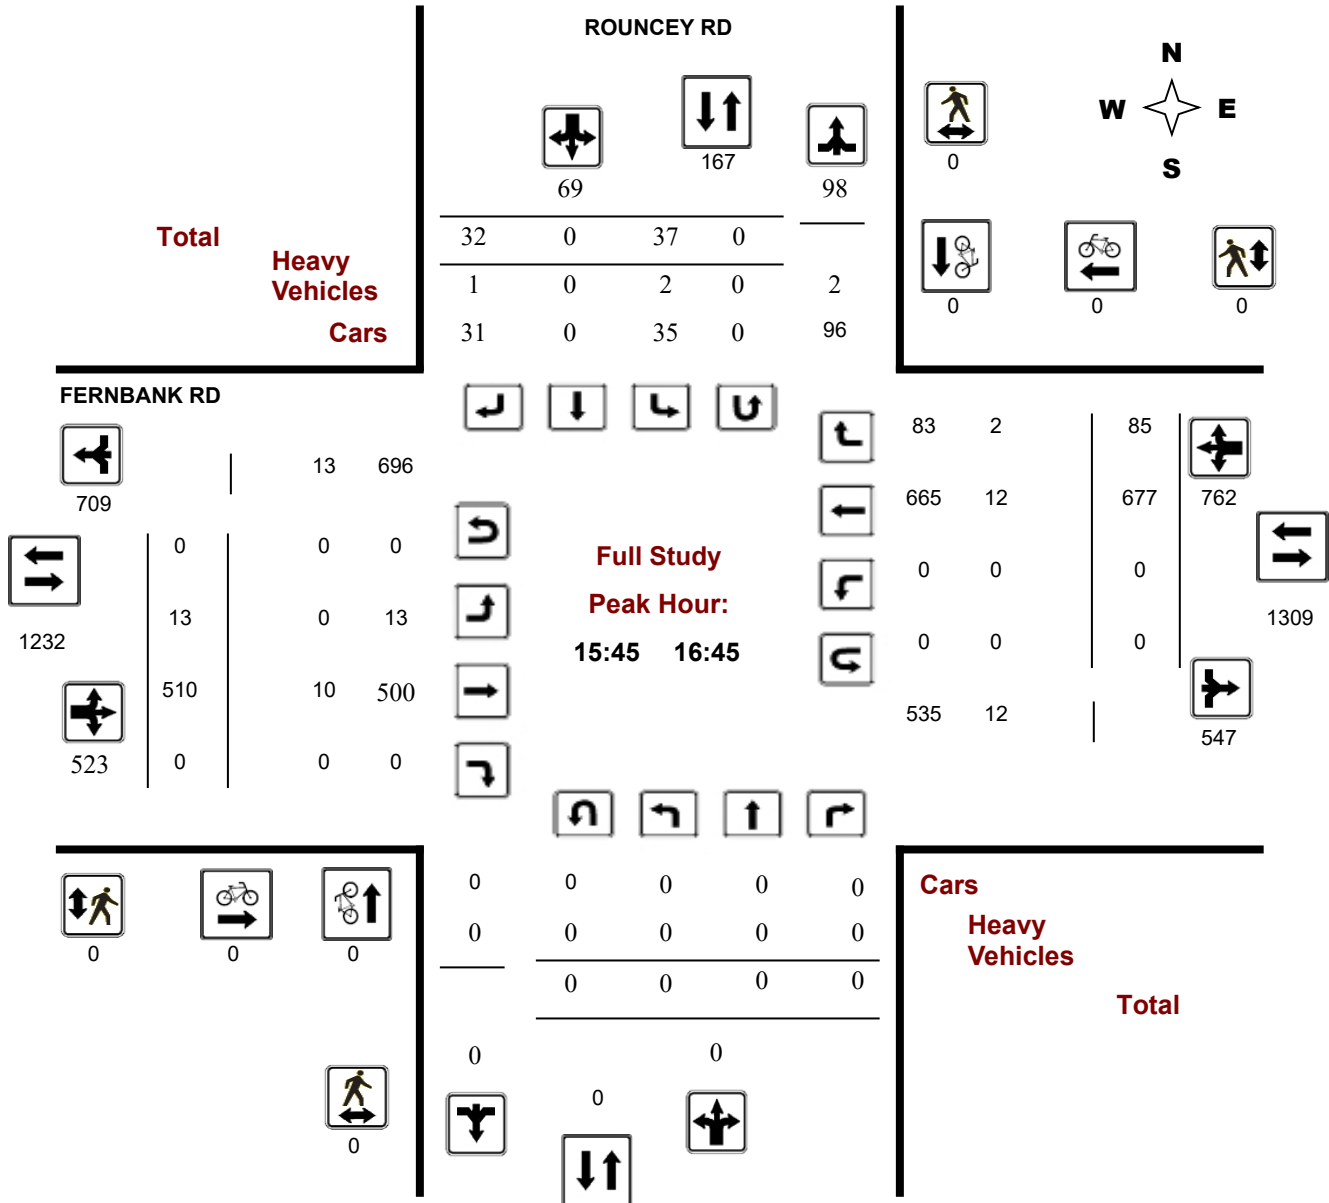 ROUNCEY RD
N
W E
S
167
0
69
98
Total
32 0 37 0
Heavy
Vehicles
1 0 2 0 2
Cars
31 0 35 0 96
0 0 0
FERNBANK RD
83 2 85
13 696
709
665 12 677 762
0 0 0
Full Study
0 0 0
Peak Hour:
13 0 13
1309
1232
15:45 16:45
0 0 0
510 10 500
535 12
547
523 0 0 0
0 0 0 0 0
Cars
0 0 0 0 0
Heavy
Vehicles
0 0 0
0 0 0 0
Total
0 0
0
0